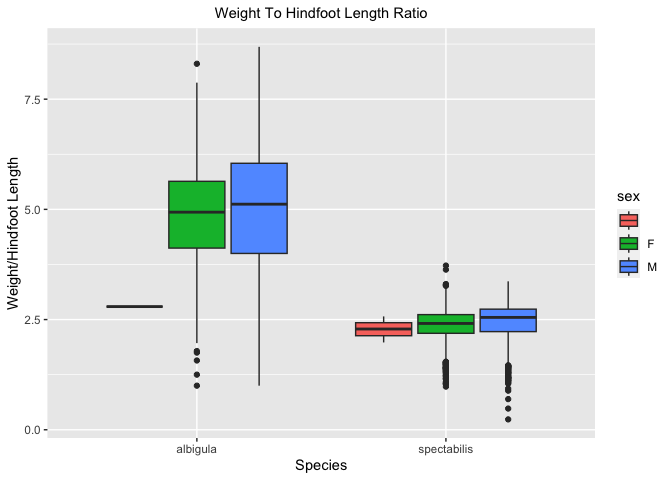 Weight To Hindfoot Length Ratio
Weight/Hindfoot Length
7.5
5.0
2.5
0.0
albigula
spectabilis
Species
sex
F
M